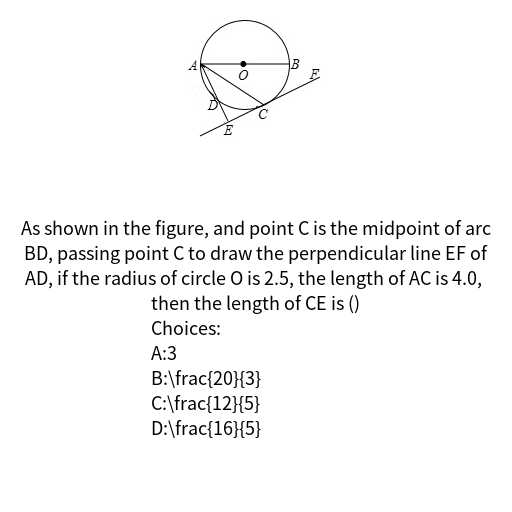 A
B
O
F
D
C
E
As shown in the figure, and point C is the midpoint of arc
BD, passing point C to draw the perpendicular line EF of
AD, if the radius of circle O is 2.5, the length of AC is 4.0,
then the length of CE is ()
Choices:
A:3
B:\frac{20}{3}
C:\frac{12}{5}
D:\frac{16}{5}